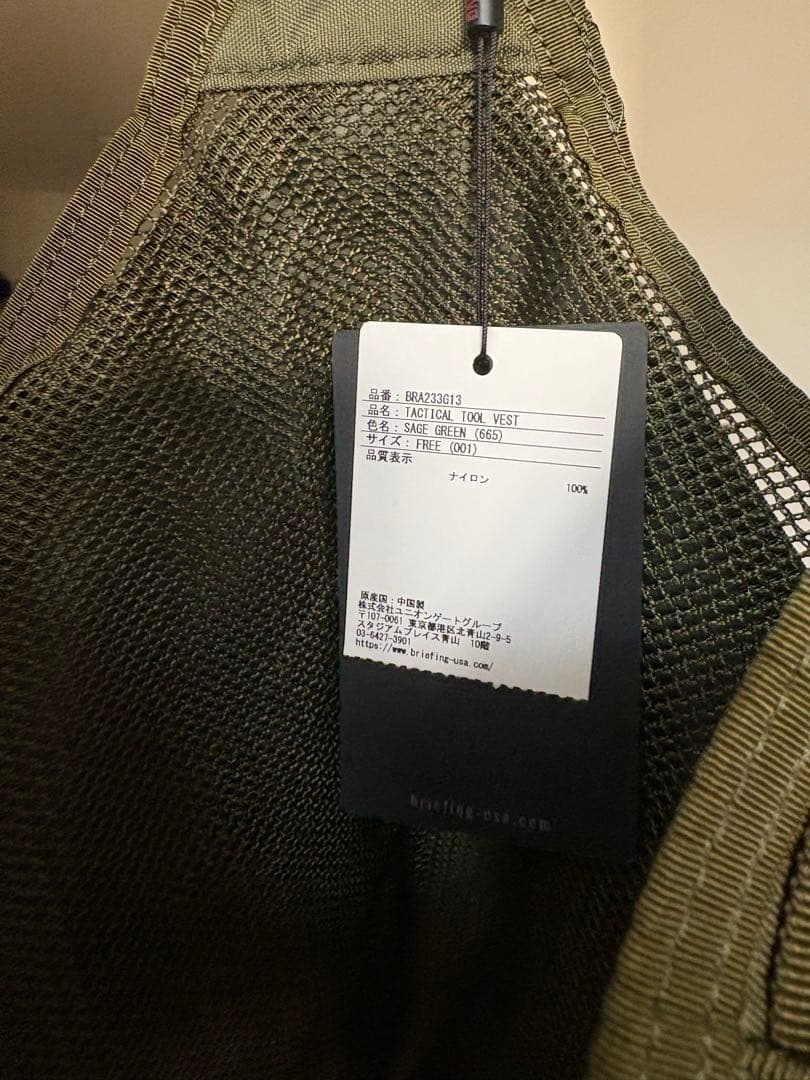 品番：BRA233G13
品名：TACTICAL TOOL VEST
色名：SAGE GREEN (665)
サイズ：FREE (001)
品質表示
ナイロン 100%
原産国：中国製
株式会社ユニオンゲートグループ
〒107-0061 東京都港区北青山2-9-5
スタジアムプレイス青山 10階
03-6427-3901
https://www.briefing-usa.com/
briefing-usa.com